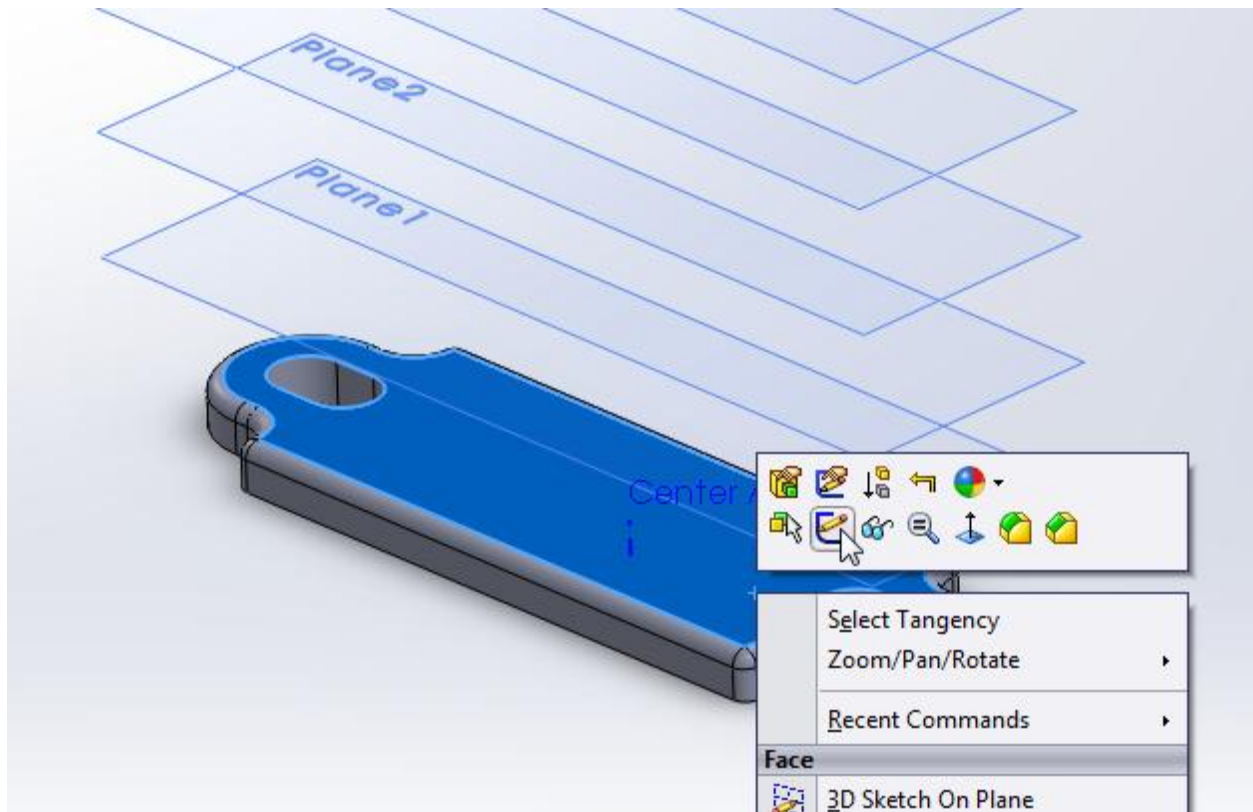 Plane2
Plane1
Center A
Select Tangency
Zoom/Pan/Rotate
Recent Commands
Face
3D Sketch On Plane